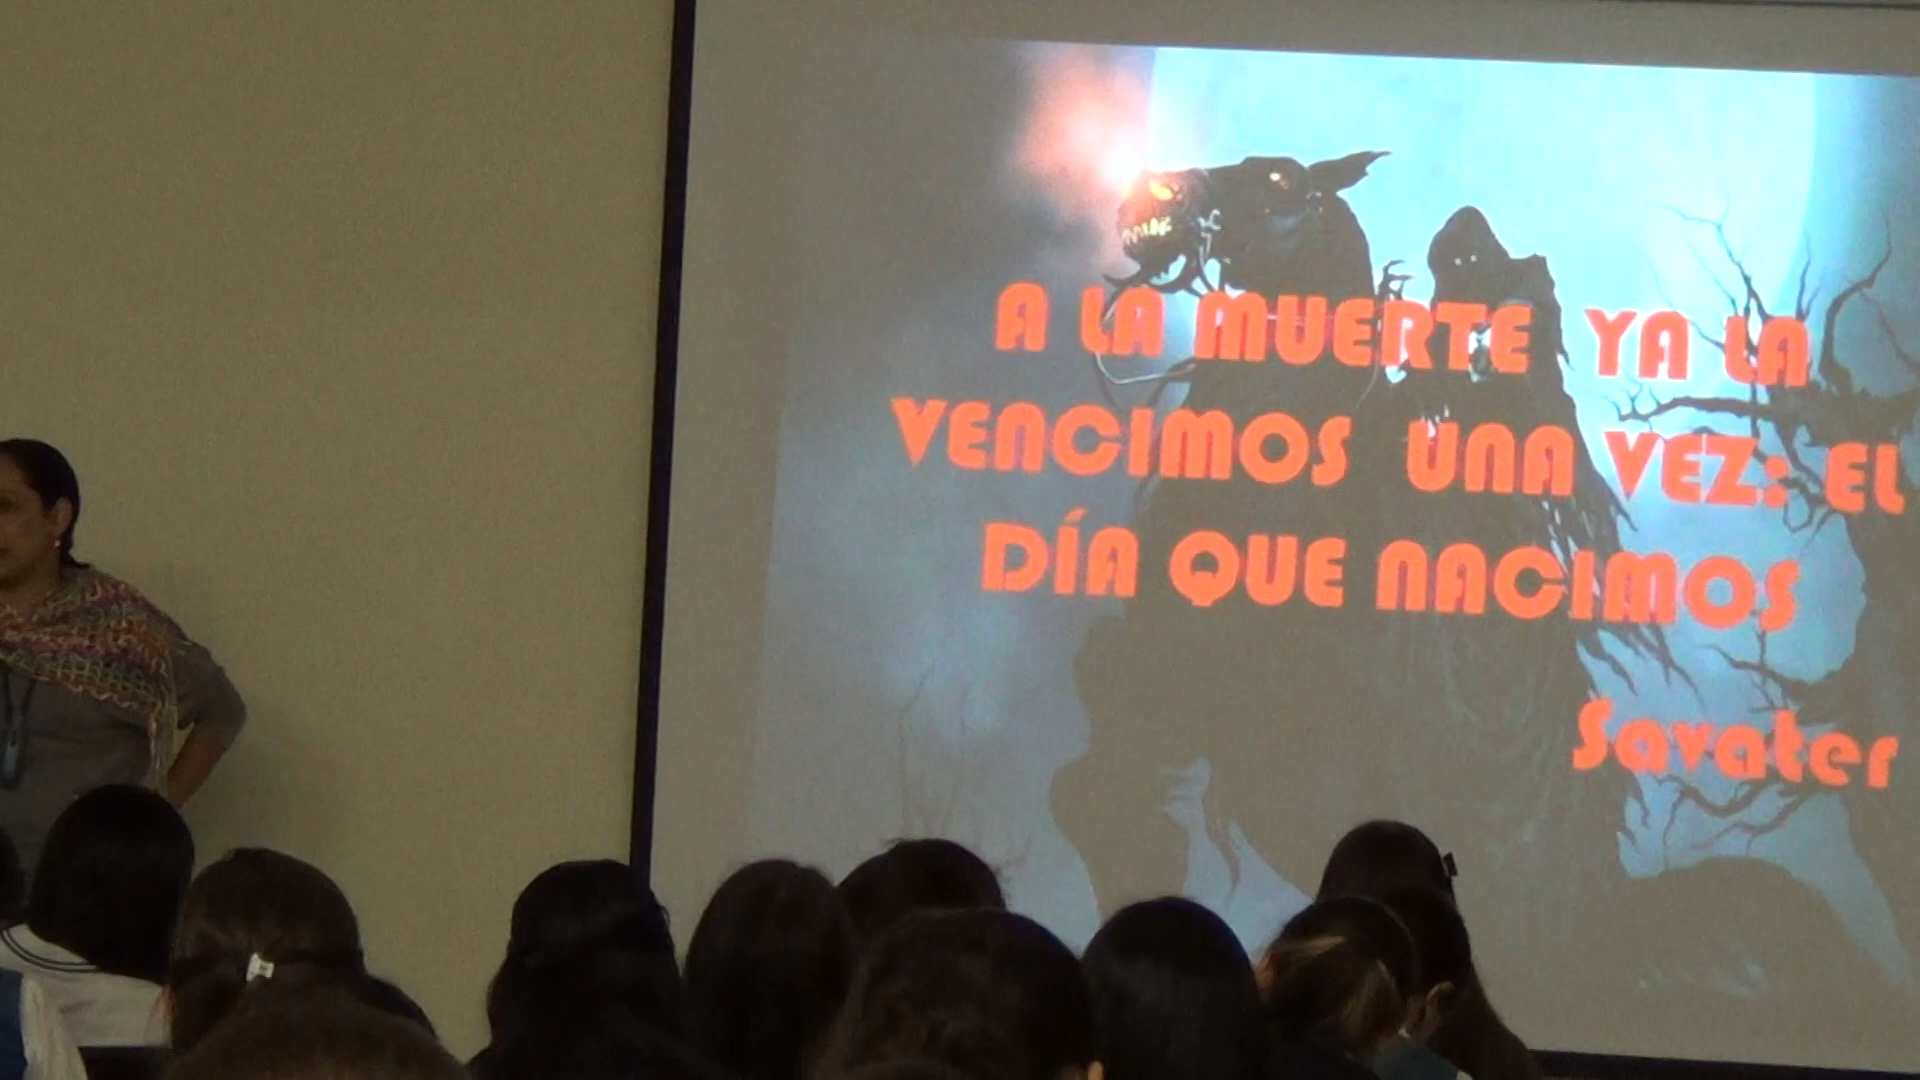 A LA MUERTE YA LA
VENCIMOS UNA VEZ: EL
DÍA QUE NACIMOS
Savater